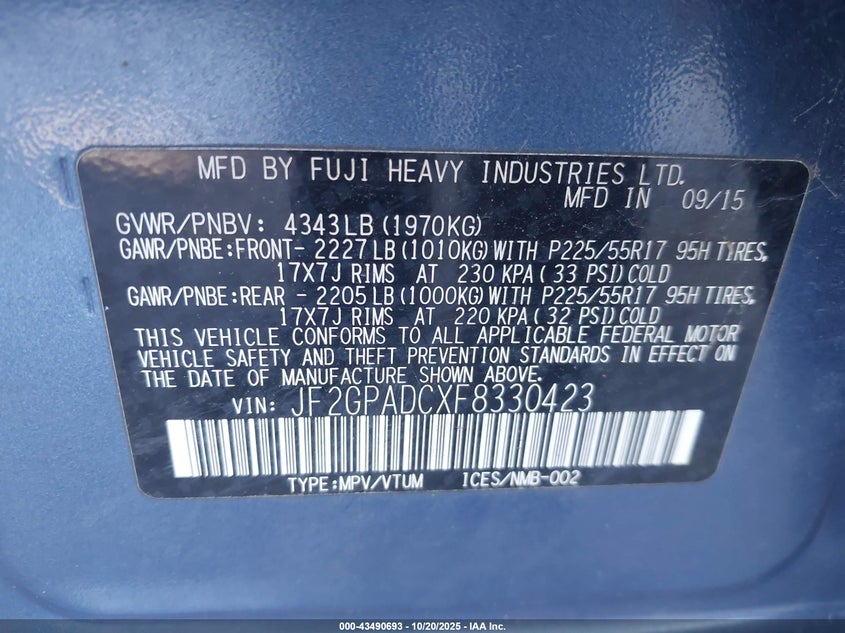 MFD BY FUJI HEAVY INDUSTRIES LTD.
MFD IN 09/15
GVWR/PNBV: 4343LB (1970KG)
GAWR/PNBE:FRONT- 2227LB (1010KG) WITH P225/55R17 95H TIRES,
17X7J RIMS AT 230 KPA ( 33 PSI) COLD
GAWR/PNBE:REAR - 2205LB (1000KG) WITH P225/55R17 95H TIRES,
17X7J RIMS AT 220 KPA ( 32 PSI) COLD
THIS VEHICLE CONFORMS TO ALL APPLICABLE FEDERAL MOTOR
VEHICLE SAFETY AND THEFT PREVENTION STANDARDS IN EFFECT ON
THE DATE OF MANUFACTURE SHOWN ABOVE.
VIN: JF2GPADCXF8330423
TYPE:MPV/VTUM ICES/NMB-002
000-43490693 - 10/20/2025 - IAA Inc.